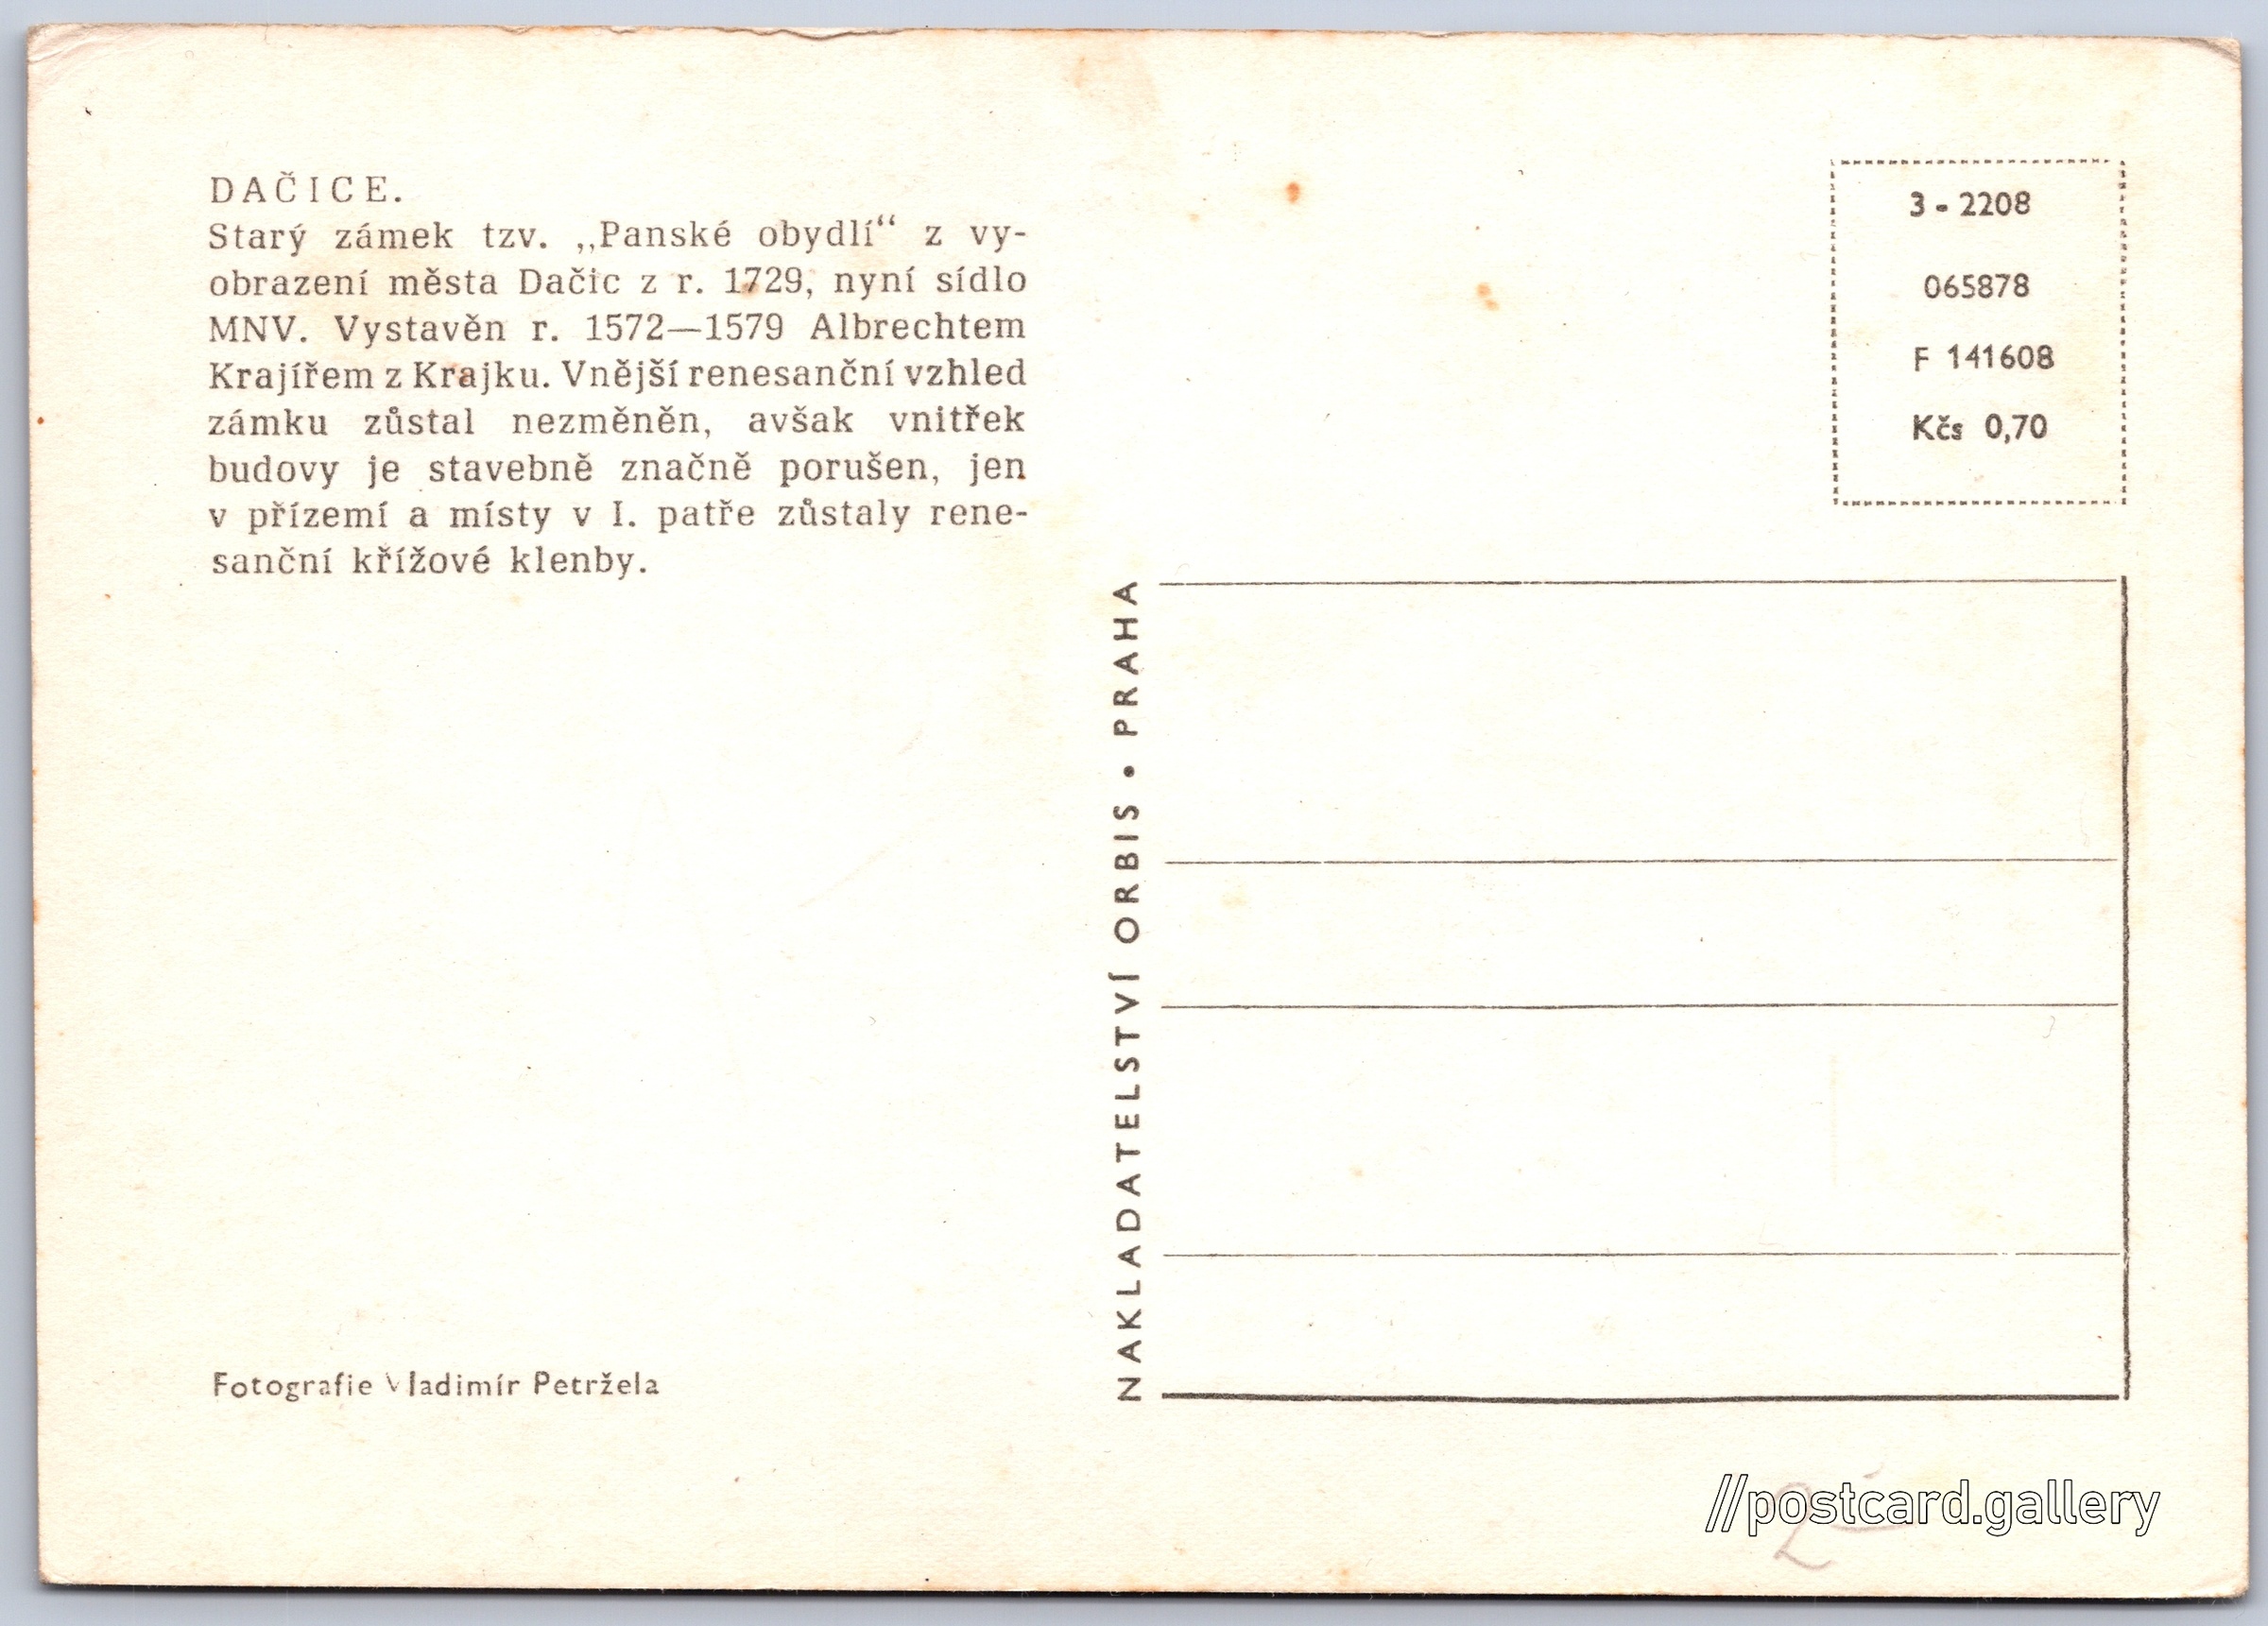 DAČICE.
Starý zámek tzv. ,,Panské obydlí“ z vy-
obrazení města Dačic z r. 1729, nyní sídlo
MNV. Vystavěn r. 1572—1579 Albrechtem
Krajířem z Krajku. Vnější renesanční vzhled
zámku zůstal nezměněn, avšak vnitřek
budovy je stavebně značně porušen, jen
v přízemí a místy v I. patře zůstaly rene-
sanční křížové klenby.
Fotografie Vladimír Petržela
NAKLADATELSTVÍ ORBIS • PRAHA
3 - 2208
065878
F 141608
Kčs 0,70
//postcard.gallery
2